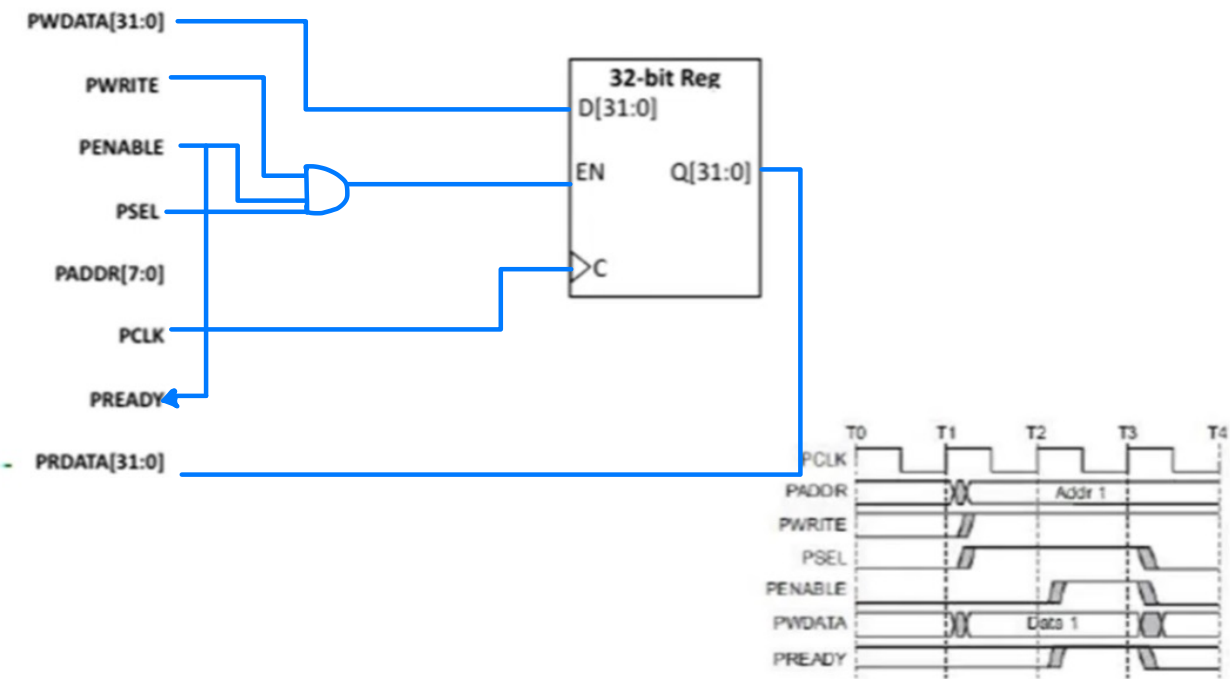 PWDATA[31:0]
PWRITE
PENABLE
PSEL
PADDR[7:0]
PCLK
PREADY
PRDATA[31:0]
32-bit Reg
D[31:0]
EN Q[31:0]
C
T0 T1 T2 T3 T4
PCLK
PADDR Addr 1
PWRITE
PSEL
PENABLE
PWDATA Data 1
PREADY